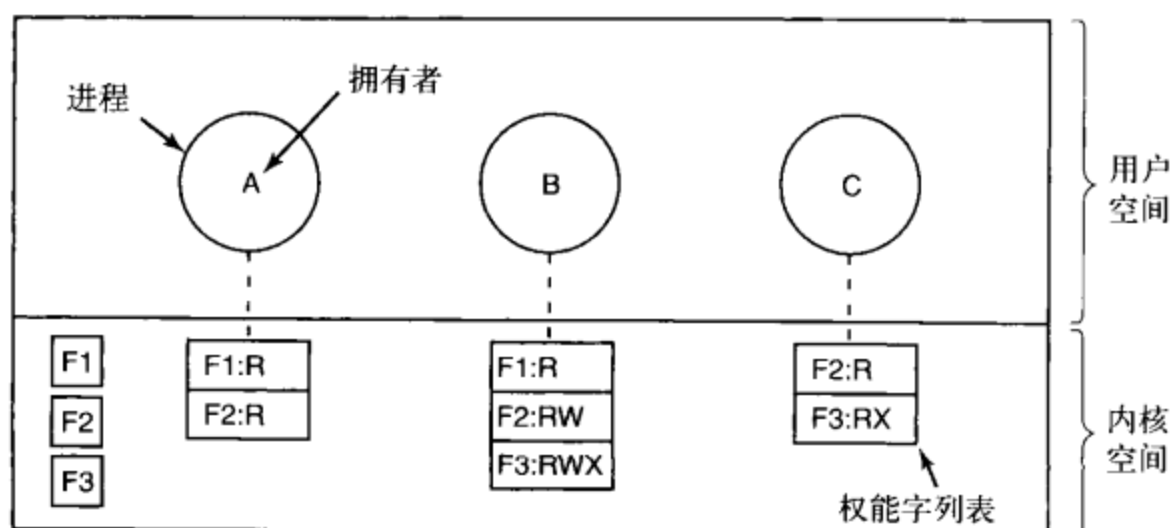 拥有者
进程
A
B
C
用户
空间
F1
F2
F3
F1:R
F2:R
F1:R
F2:RW
F3:RWX
F2:R
F3:RX
内核
空间
权能字列表